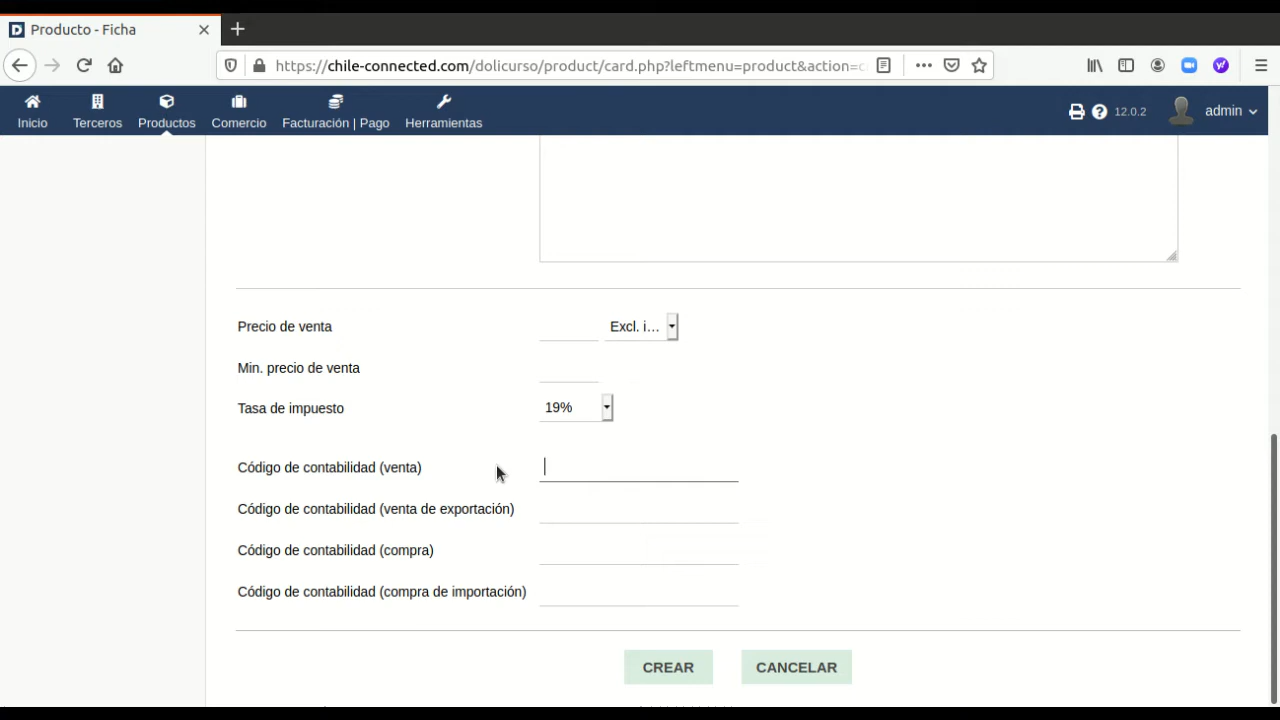 Producto - Ficha
https://chile-connected.com/dolicurso/product/card.php?leftmenu=product&action=c
Inicio
Terceros
Productos
Comercio
Facturación | Pago
Herramientas
12.0.2
admin
Precio de venta
Excl. i...
Min. precio de venta
Tasa de impuesto
19%
Código de contabilidad (venta)
Código de contabilidad (venta de exportación)
Código de contabilidad (compra)
Código de contabilidad (compra de importación)
CREAR
CANCELAR